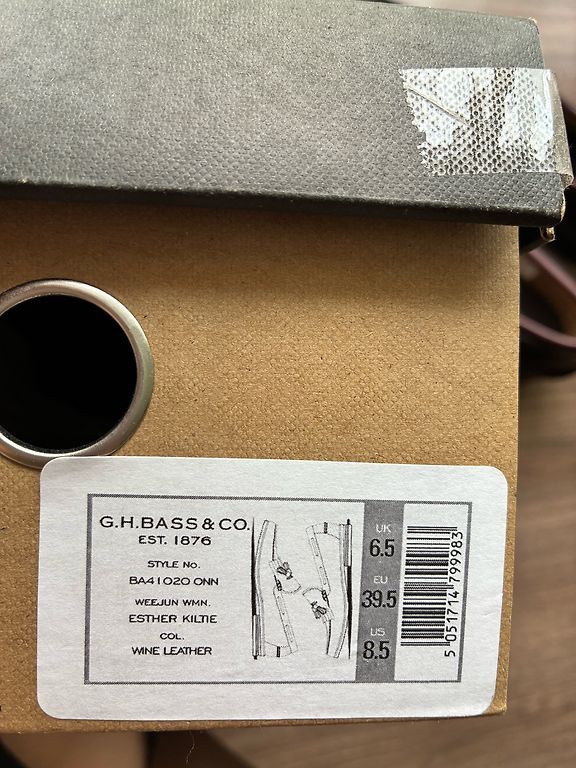 G.H.BASS & CO.
EST. 1876
STYLE No.
BA41020 ONN
WEEJUN WMN.
ESTHER KILTIE
COL.
WINE LEATHER
UK
6.5
EU
39.5
US
8.5
5 051714 799983